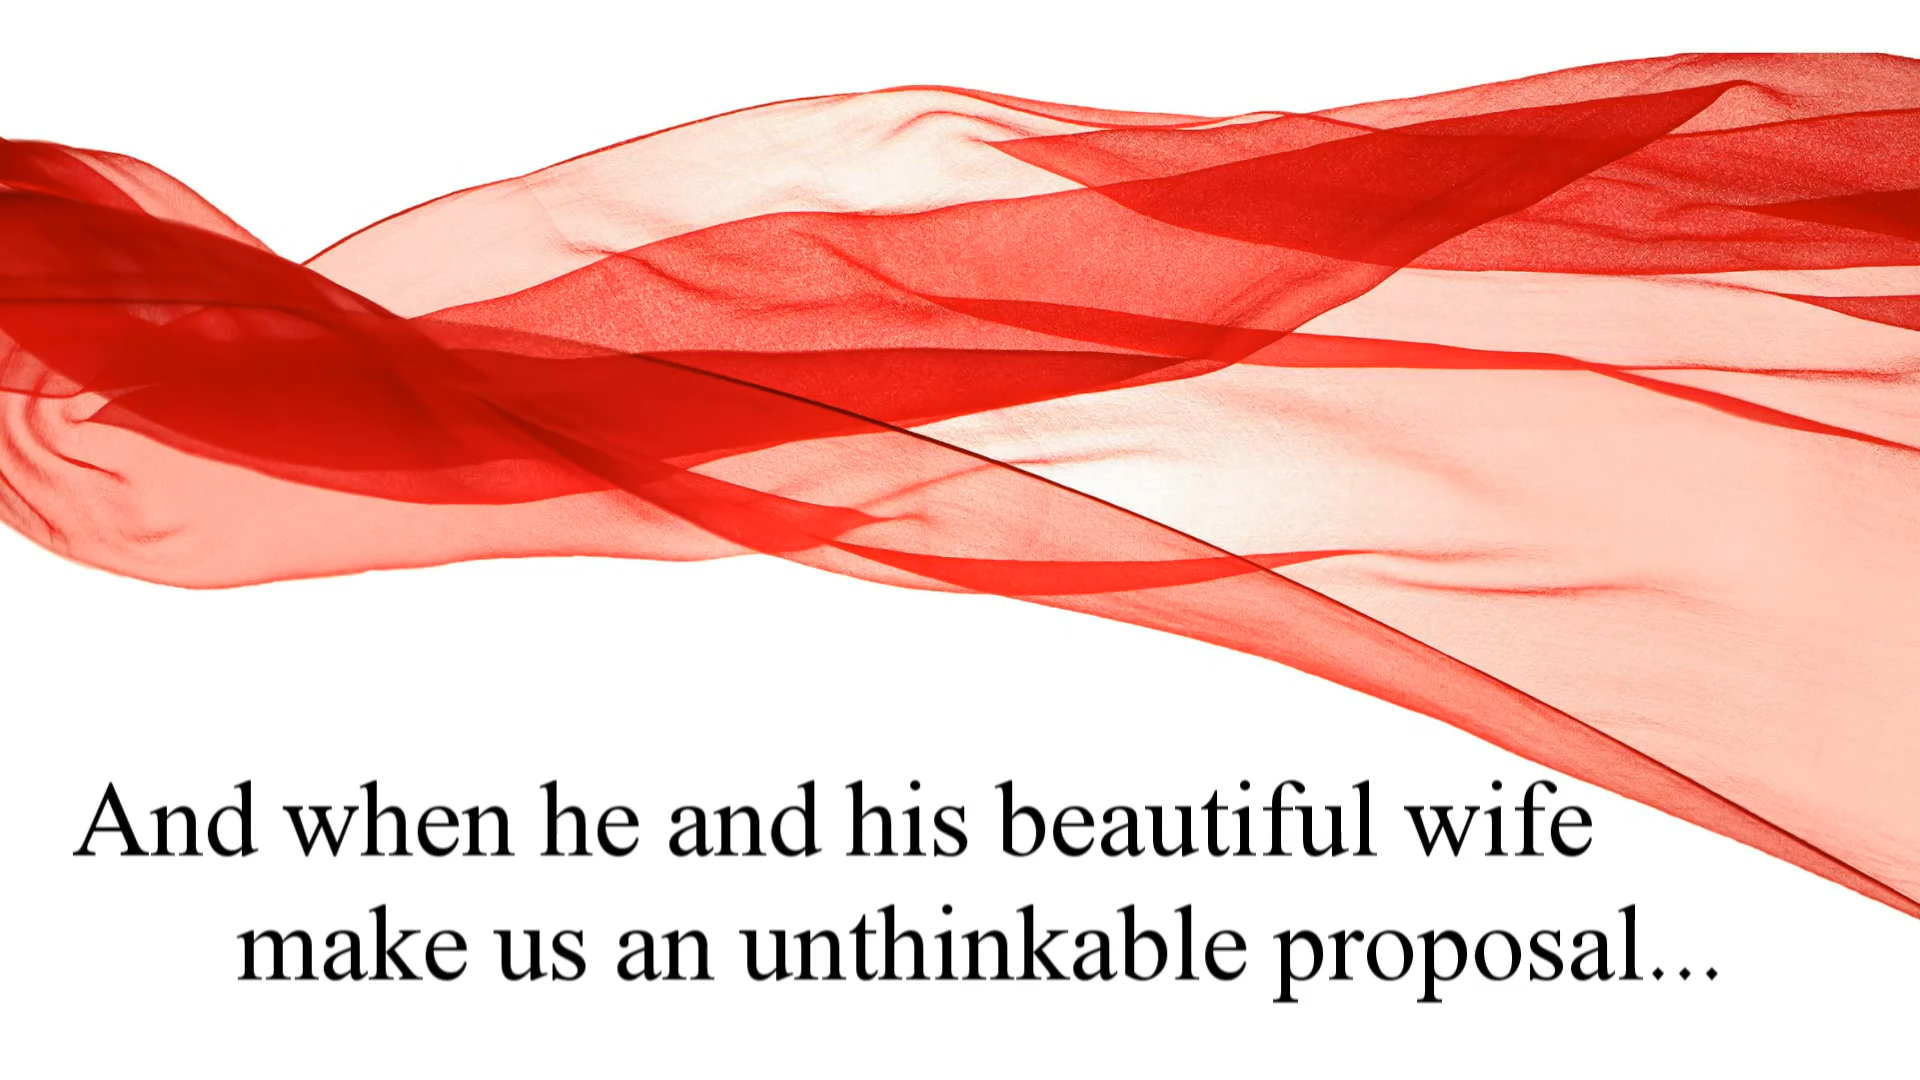 And when he and his beautiful wife
make us an unthinkable proposal...